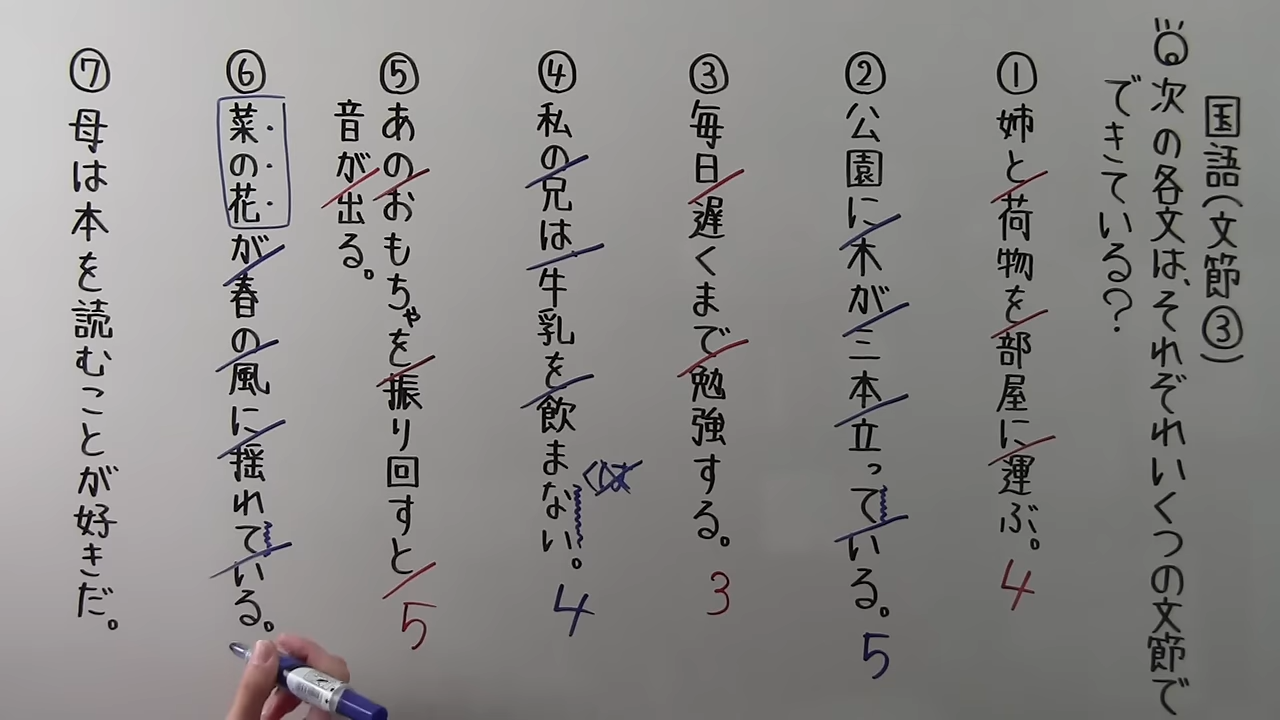 国語(文節③)
次の各文は、それぞれいくつの文節で
できている?
① 姉と/荷物を/部屋に/運ぶ。 4
② 公園に/木が/三本/立って/いる。 5
③ 毎日/遅くまで/勉強する。 3
④ 私の/兄は/牛乳を/飲まない。 4
⑤ あの/おもちゃを/振り回すと/ 5
音が/出る。
⑥ 菜の花が/春の/風に/揺れて/いる。
⑦ 母は本を読むことが好きだ。